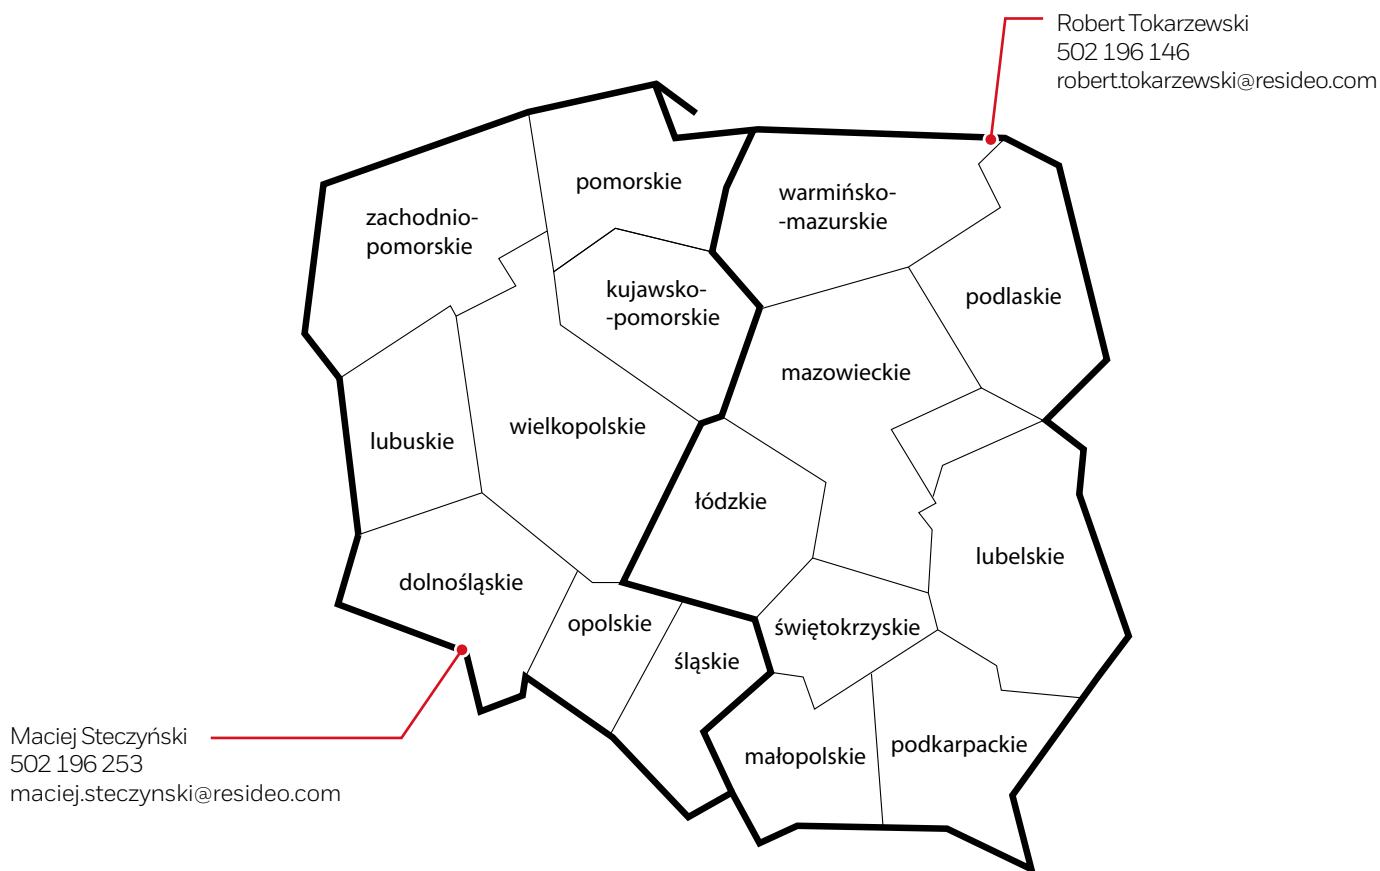 Robert Tokarzewski
502 196 146
robert.tokarzewski@resideo.com
pomorskie
warmińsko-
-mazurskie
zachodnio-
pomorskie
kujawsko-
-pomorskie
podlaskie
mazowieckie
wielkopolskie
lubuskie
łódzkie
lubelskie
dolnośląskie
opolskie
świętokrzyskie
śląskie
Maciej Steczyński
502 196 253
maciej.steczynski@resideo.com
małopolskie
podkarpackie